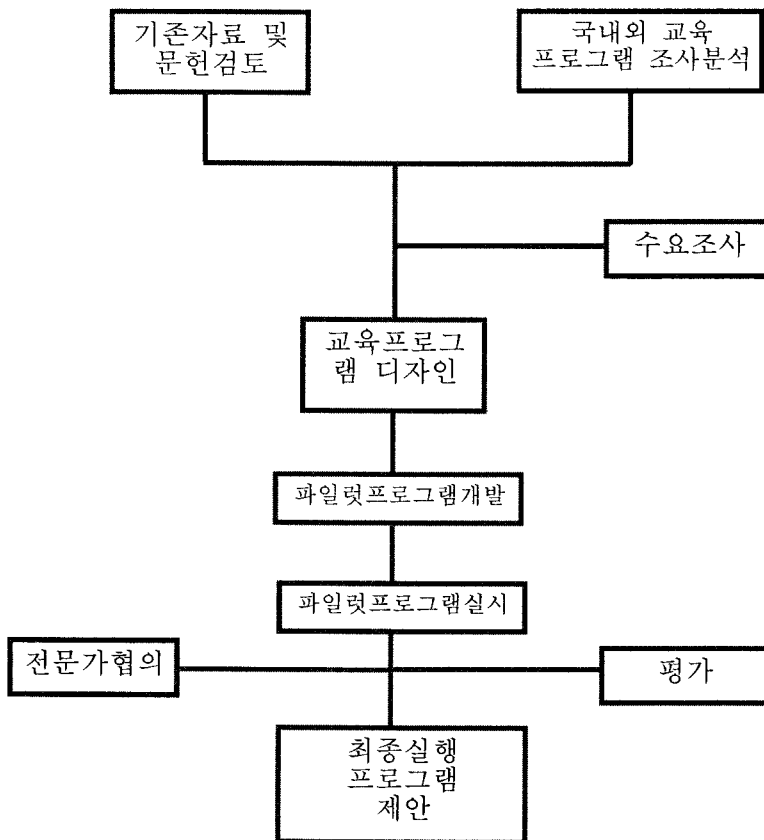 기존자료 및
문헌검토
국내외 교육
프로그램 조사분석
수요조사
교육프로그
램 디자인
파일럿프로그램개발
파일럿프로그램실시
전문가협의
평가
최종실행
프로그램
제안